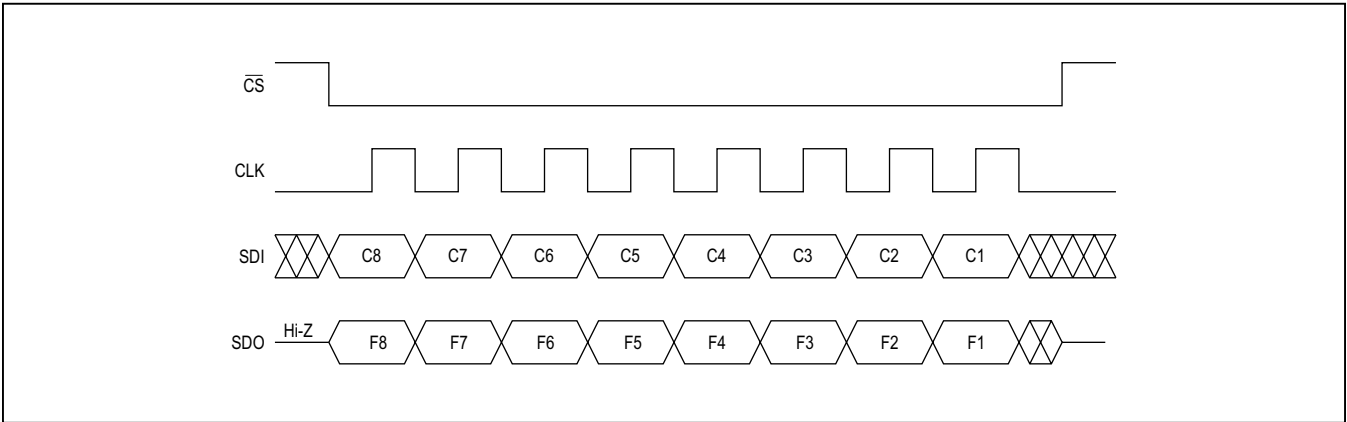 C̅S̅
CLK
SDI C8 C7 C6 C5 C4 C3 C2 C1
SDO Hi-Z F8 F7 F6 F5 F4 F3 F2 F1